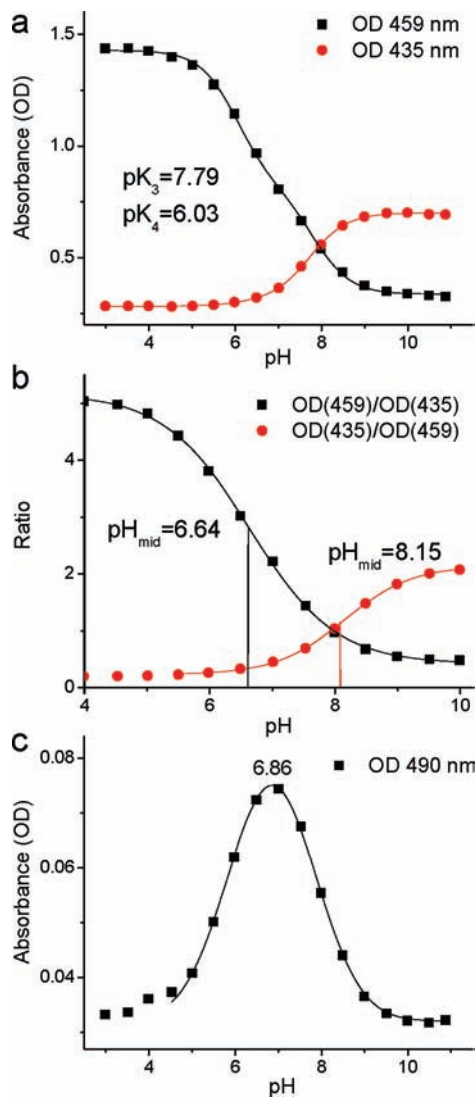 a
OD 459 nm
OD 435 nm
1.5
1.0
0.5
Absorbance (OD)
pK3=7.79
pK4=6.03
4 6 8 10
pH
b
OD(459)/OD(435)
OD(435)/OD(459)
4
2
0
Ratio
pHmid=6.64
pHmid=8.15
4 5 6 7 8 9 10
pH
c
6.86
OD 490 nm
0.08
0.06
0.04
Absorbance (OD)
4 6 8 10
pH